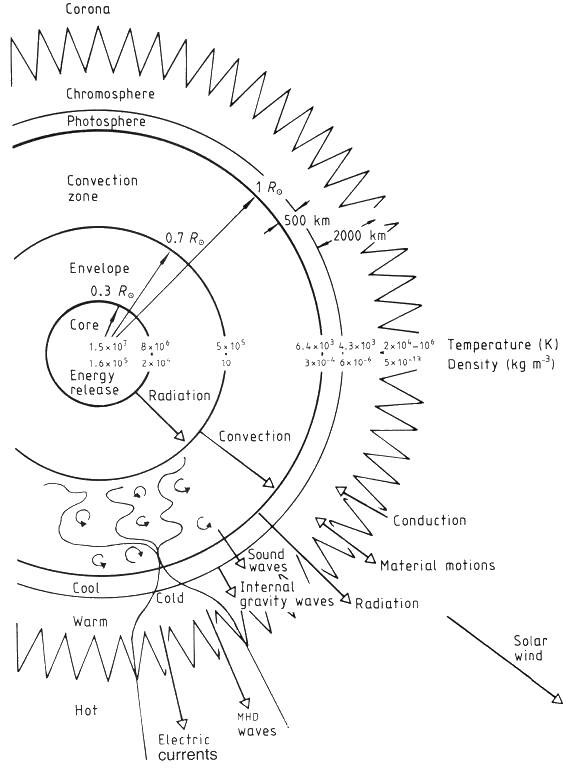 Corona
Chromosphere
Photosphere
Convection
zone
1 R☉
500 km
2000 km
0.7 R☉
Envelope
0.3 R☉
Core
1.5×10⁷ 8×10⁶ 5×10⁵ 6.4×10³ 4.3×10³ 2×10⁴–10⁶ Temperature (K)
1.6×10⁵ 2×10⁴ 10 3×10⁻⁴ 6×10⁻⁶ 5×10⁻¹³ Density (kg m⁻³)
Energy
release
Radiation
Convection
Conduction
Sound
waves
Material motions
Cool
Internal
gravity waves
Cold
Radiation
Warm
Solar
wind
Hot
MHD
waves
Electric
currents